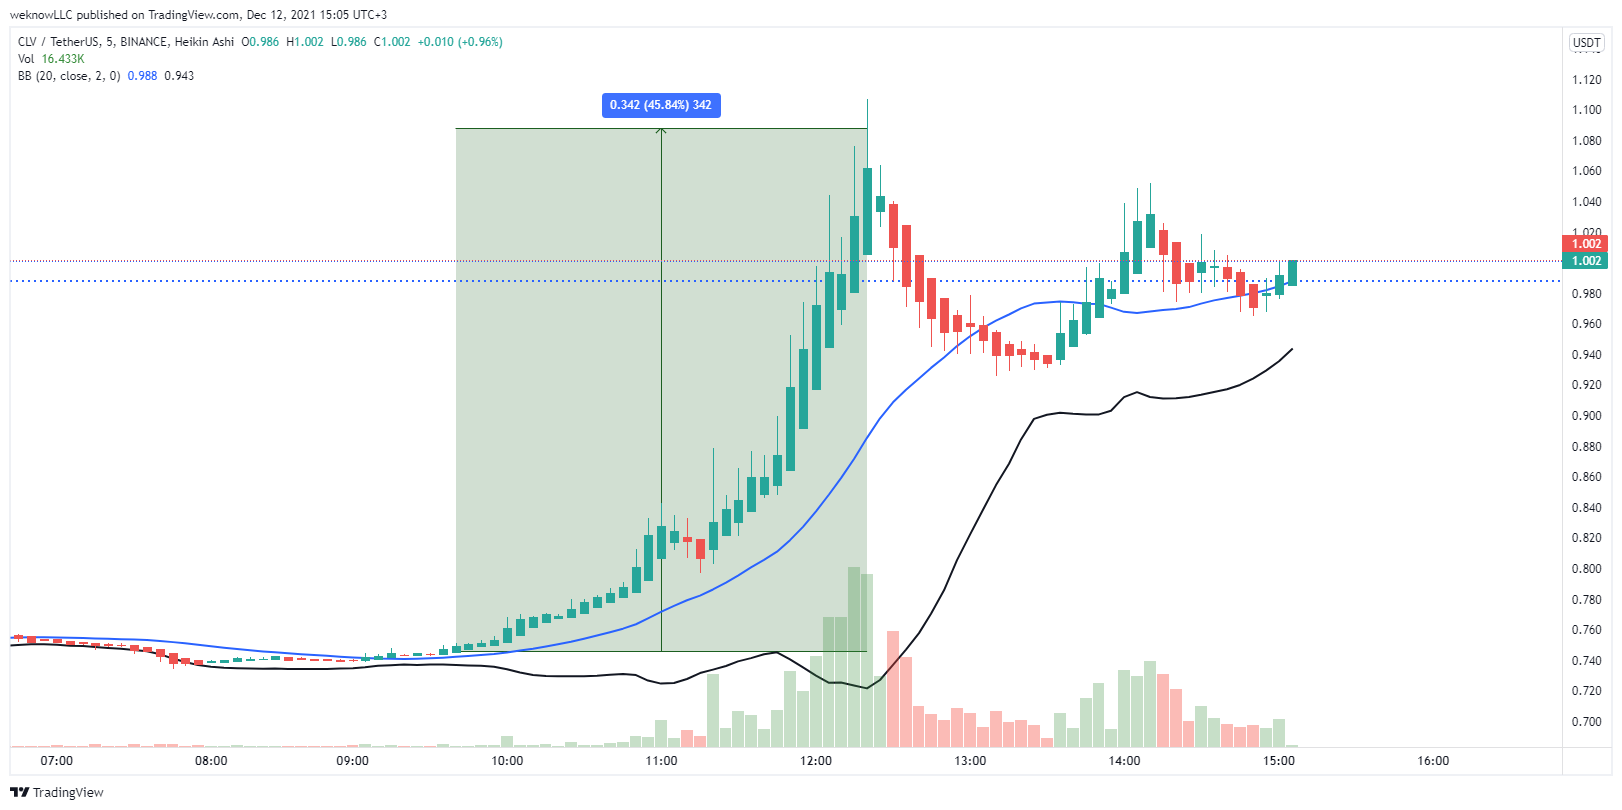 weknowLLC published on TradingView.com, Dec 12, 2021 15:05 UTC+3
CLV / TetherUS, 5, BINANCE, Heikin Ashi O0.986 H1.002 L0.986 C1.002 +0.010 (+0.96%)
Vol 16.433K
BB (20, close, 2, 0) 0.988 0.943
USDT
0.342 (45.84%) 342
1.120
1.100
1.080
1.060
1.040
1.020
1.002
1.002
0.980
0.960
0.940
0.920
0.900
0.880
0.860
0.840
0.820
0.800
0.780
0.760
0.740
0.720
0.700
07:00 08:00 09:00 10:00 11:00 12:00 13:00 14:00 15:00 16:00
TradingView